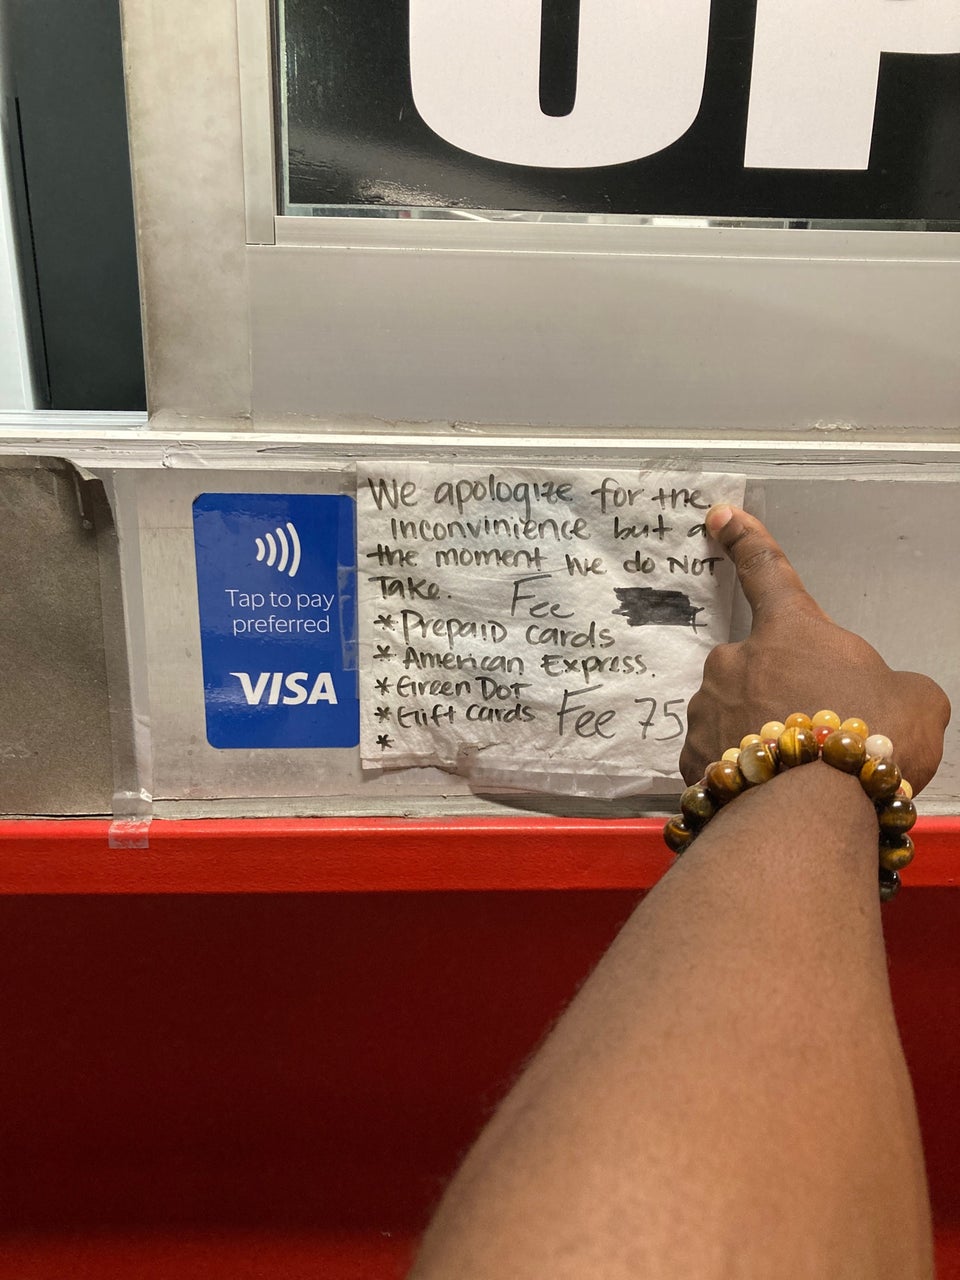 UP
Tap to pay
preferred
VISA
We apologize for the
inconvinience but a
the moment we do NOT
Take.
Fee
*Prepaid cards
*American Express.
*Green Dot
*Gift cards
Fee 75
*